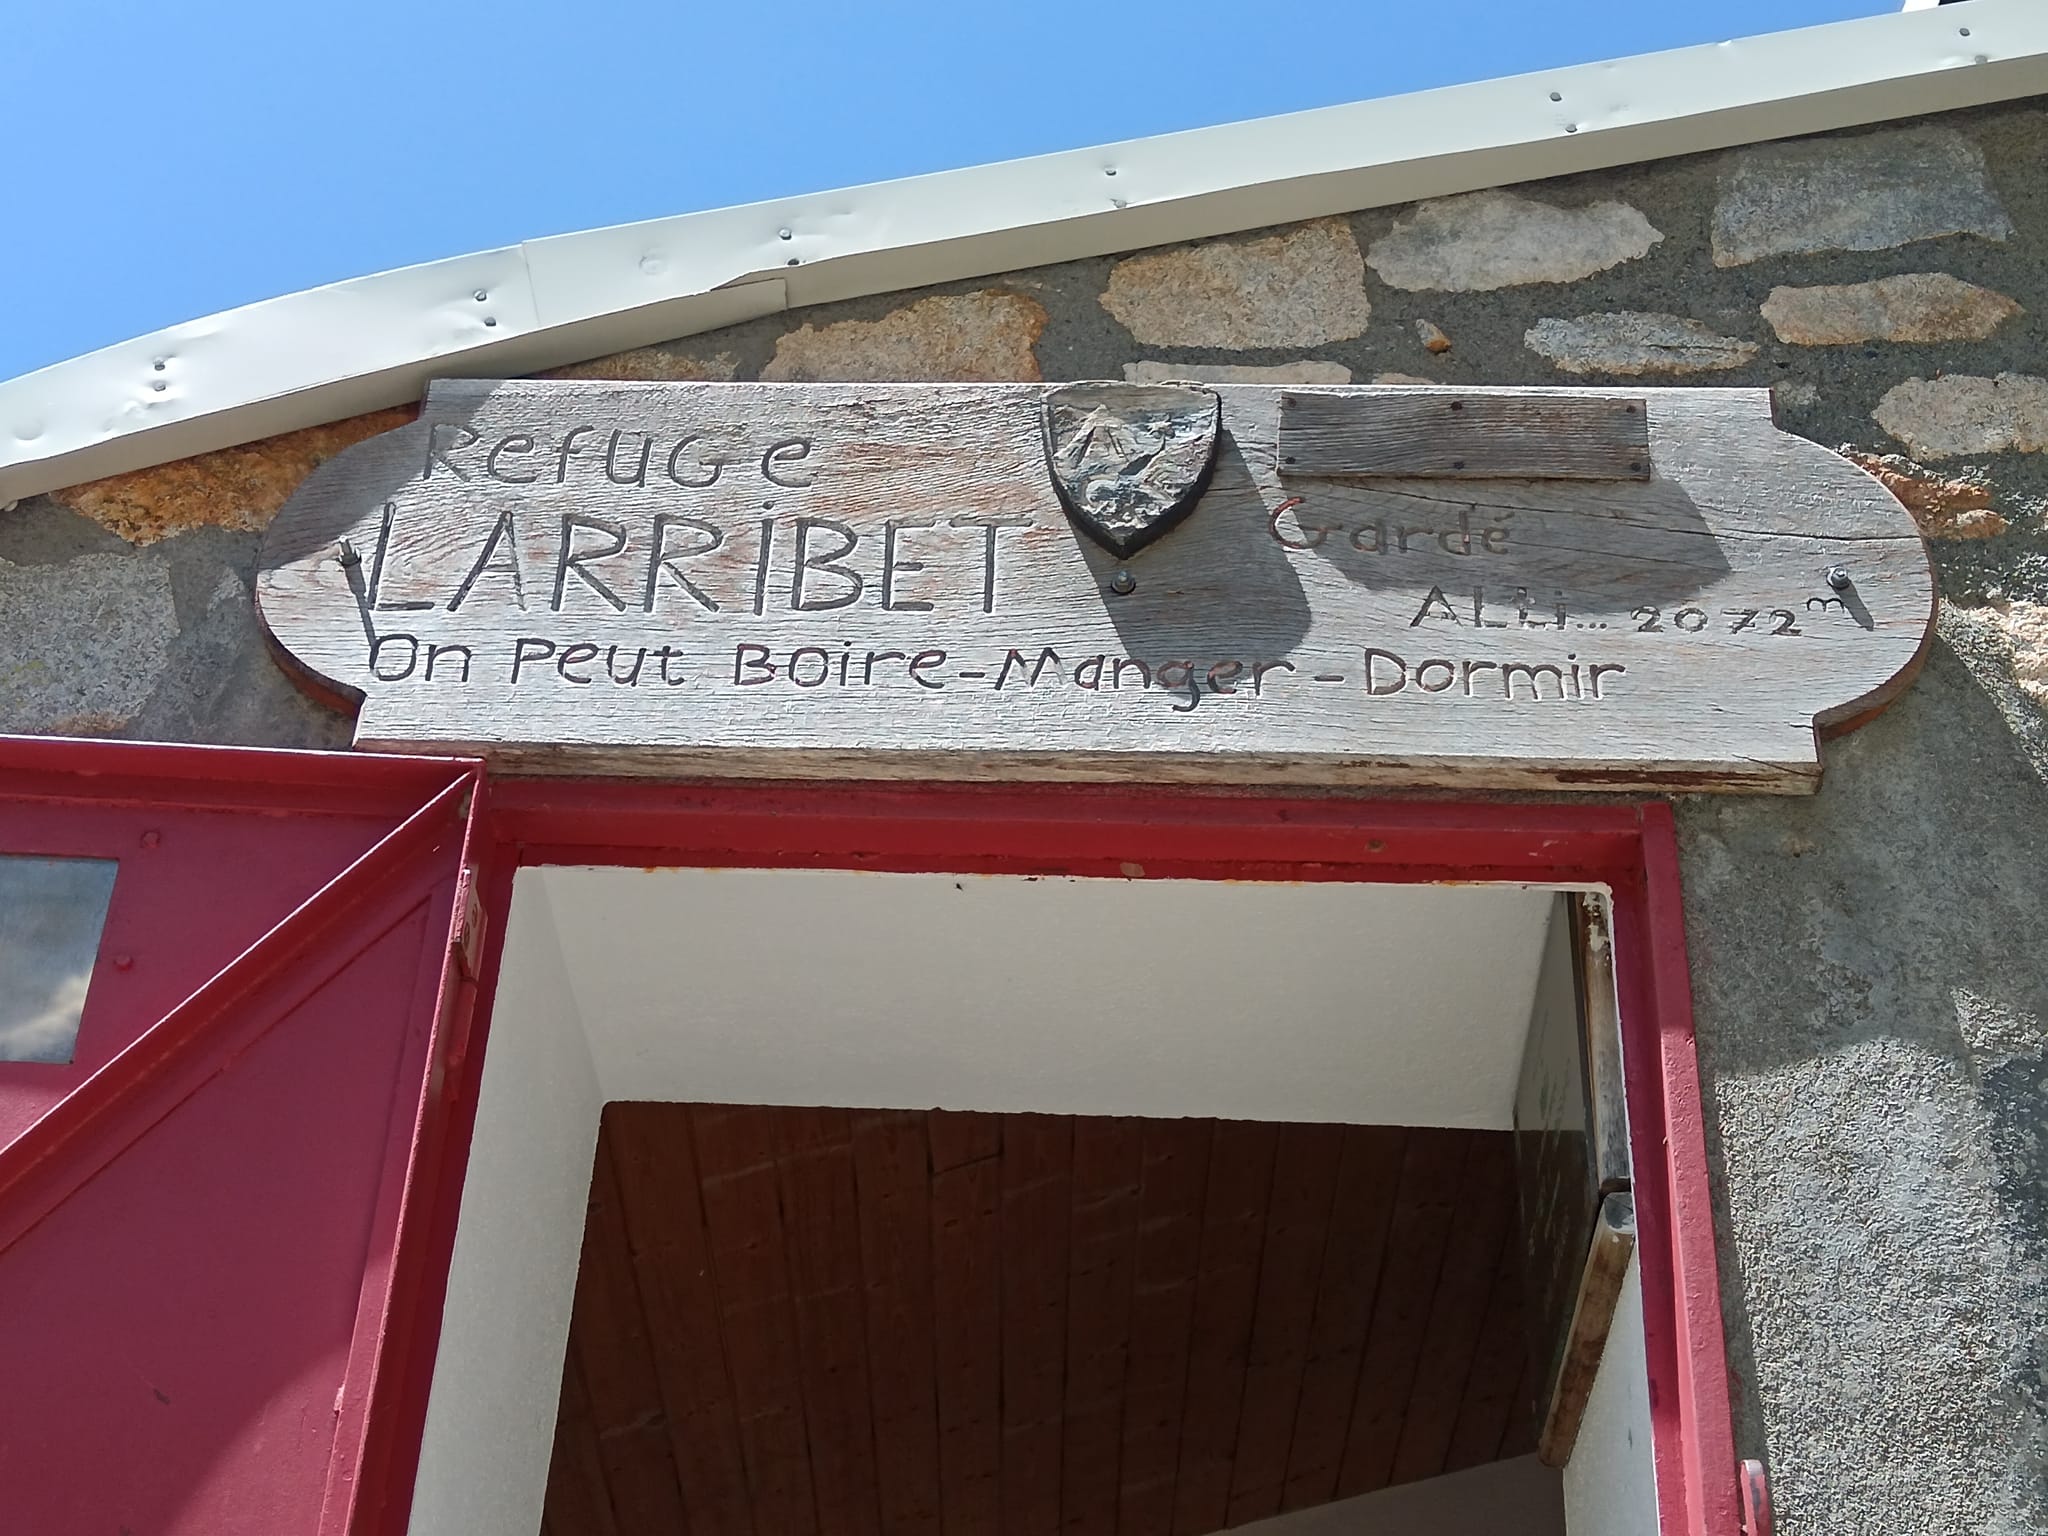 Refuge
LARRiBET
Gardé
ALti... 2072m
On Peut Boire-Manger-Dormir